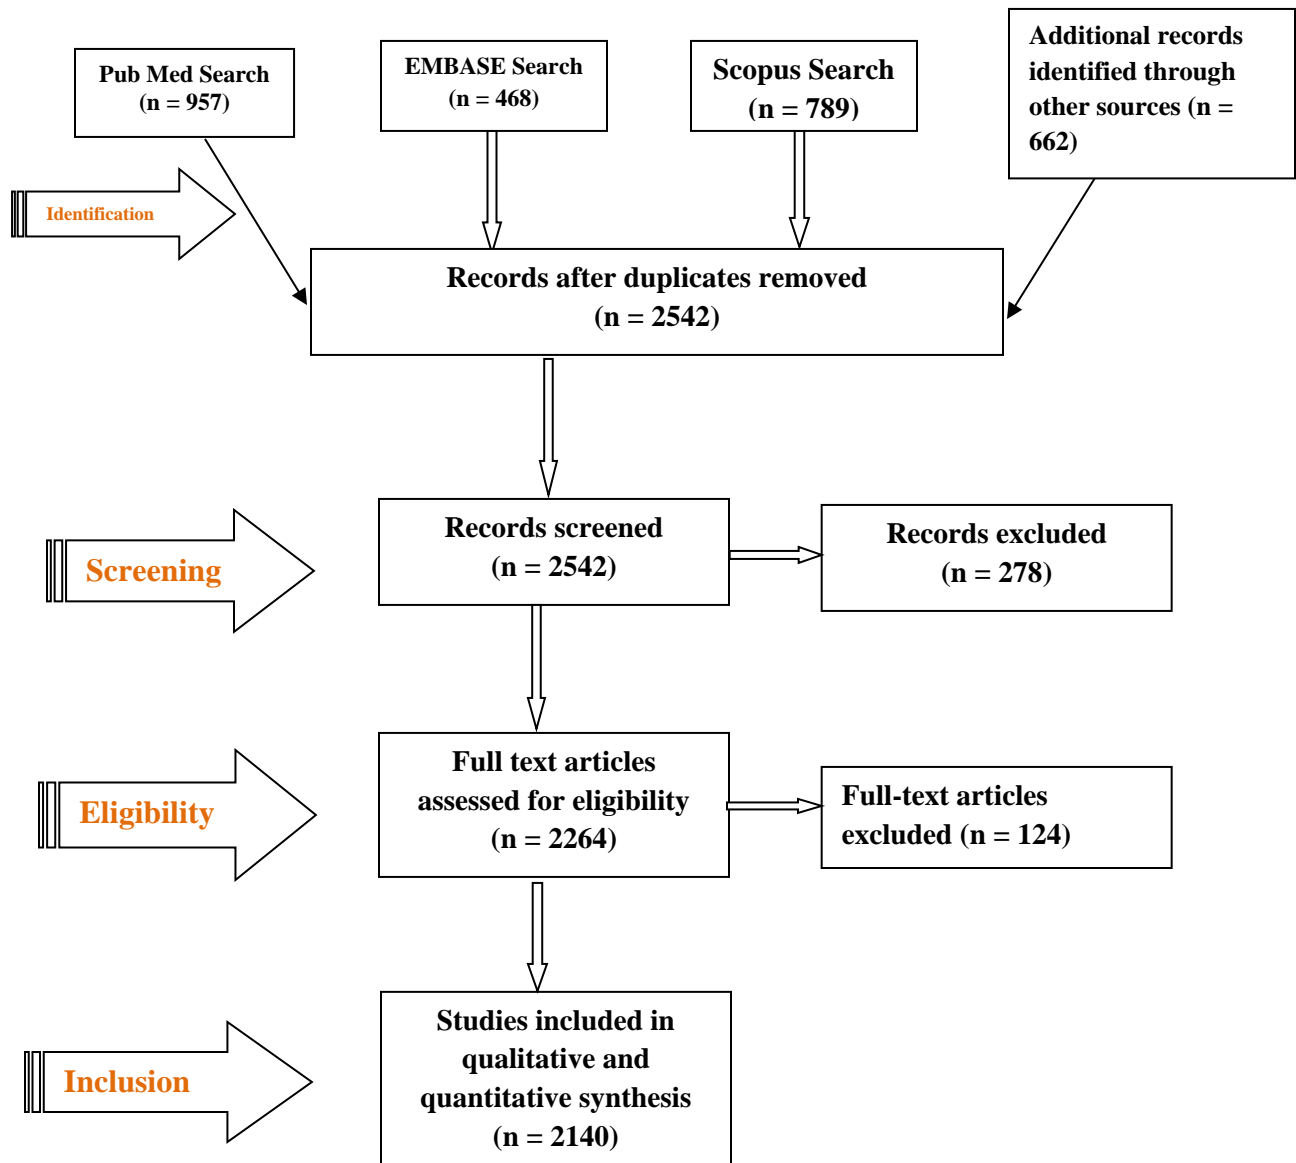 Pub Med Search
(n = 957)
EMBASE Search
(n = 468)
Scopus Search
(n = 789)
Additional records
identified through
other sources (n =
662)
Identification
Records after duplicates removed
(n = 2542)
Screening
Records screened
(n = 2542)
Records excluded
(n = 278)
Eligibility
Full text articles
assessed for eligibility
(n = 2264)
Full-text articles
excluded (n = 124)
Inclusion
Studies included in
qualitative and
quantitative synthesis
(n = 2140)